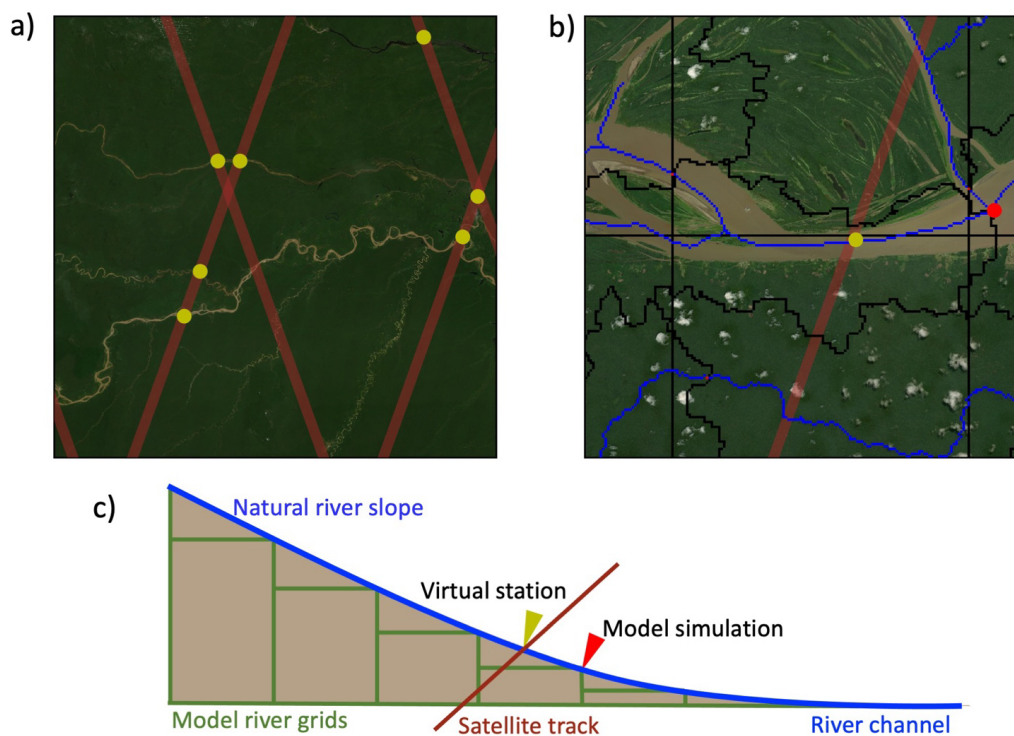 a)
b)
c)
Natural river slope
Virtual station
Model simulation
Model river grids
Satellite track
River channel